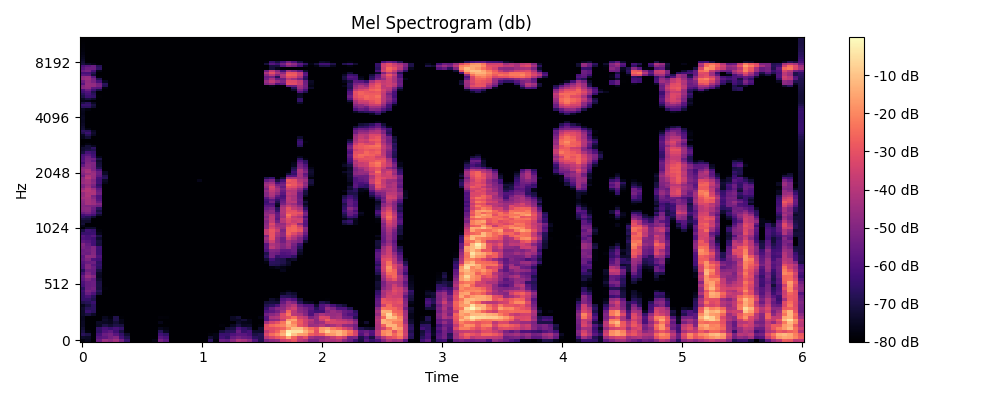 Mel Spectrogram (db)
8192
4096
2048
1024
512
0
Hz
0 1 2 3 4 5 6
Time
-10 dB
-20 dB
-30 dB
-40 dB
-50 dB
-60 dB
-70 dB
-80 dB